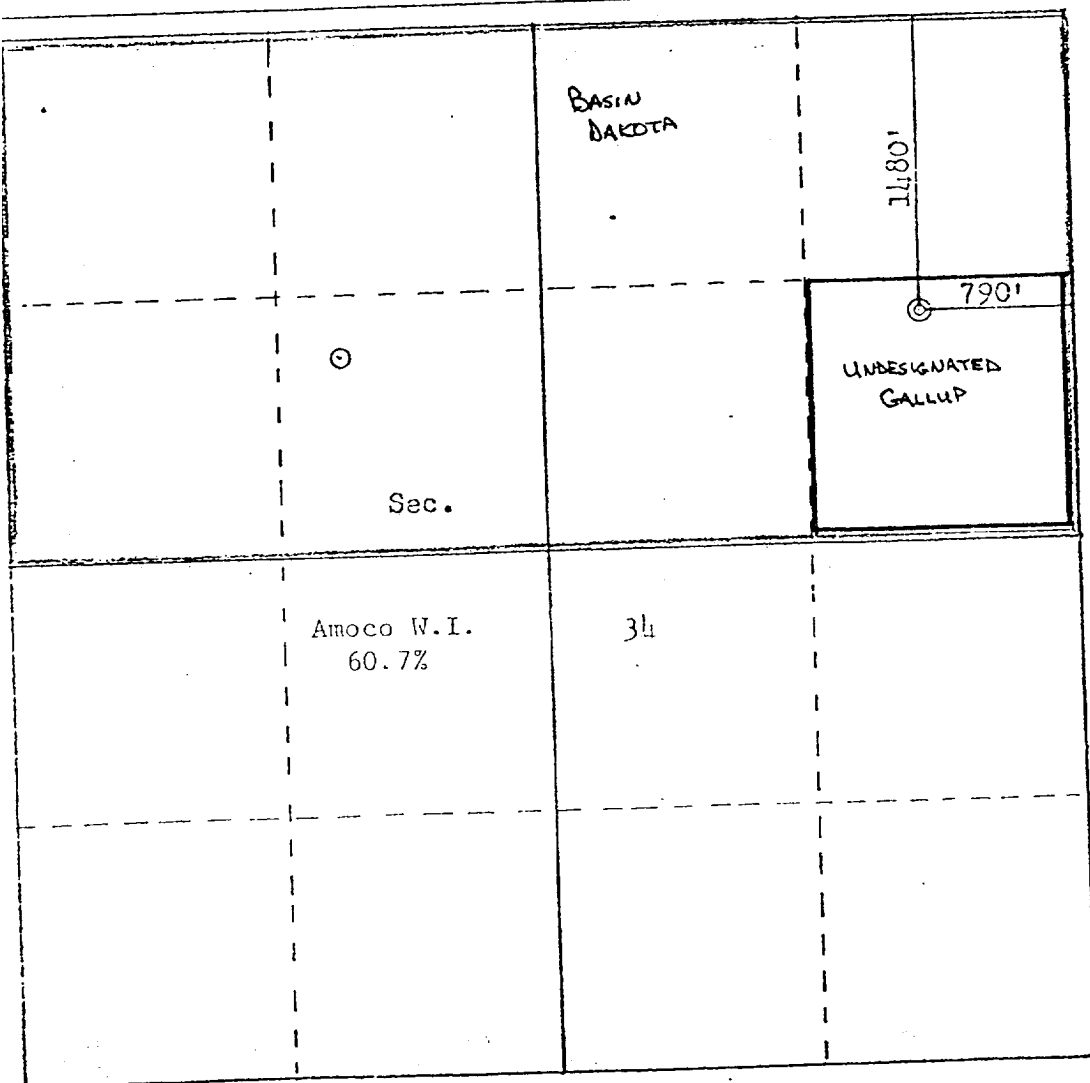 BASIN
DAKOTA
1480'
790'
UNDESIGNATED
GALLUP
Sec.
Amoco W.I.
60.7%
34